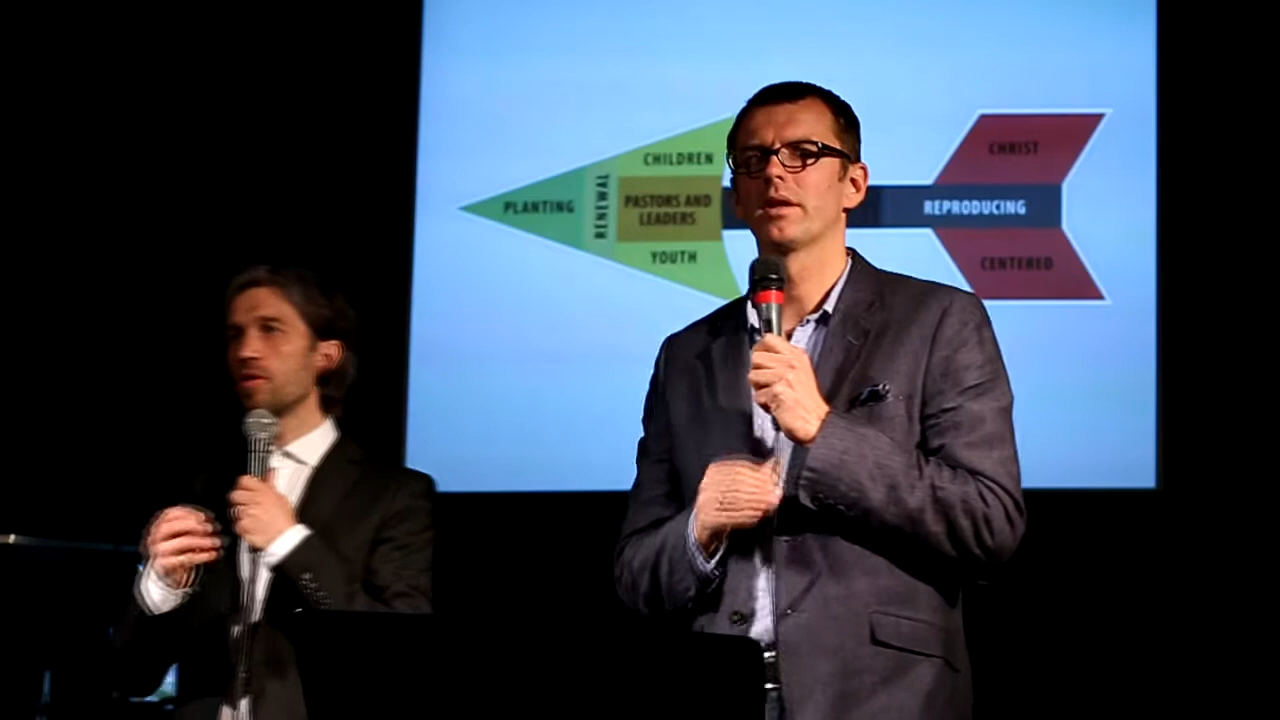 CHILDREN
PLANTING
RENEWAL
PASTORS AND
LEADERS
YOUTH
CHRIST
REPRODUCING
CENTERED